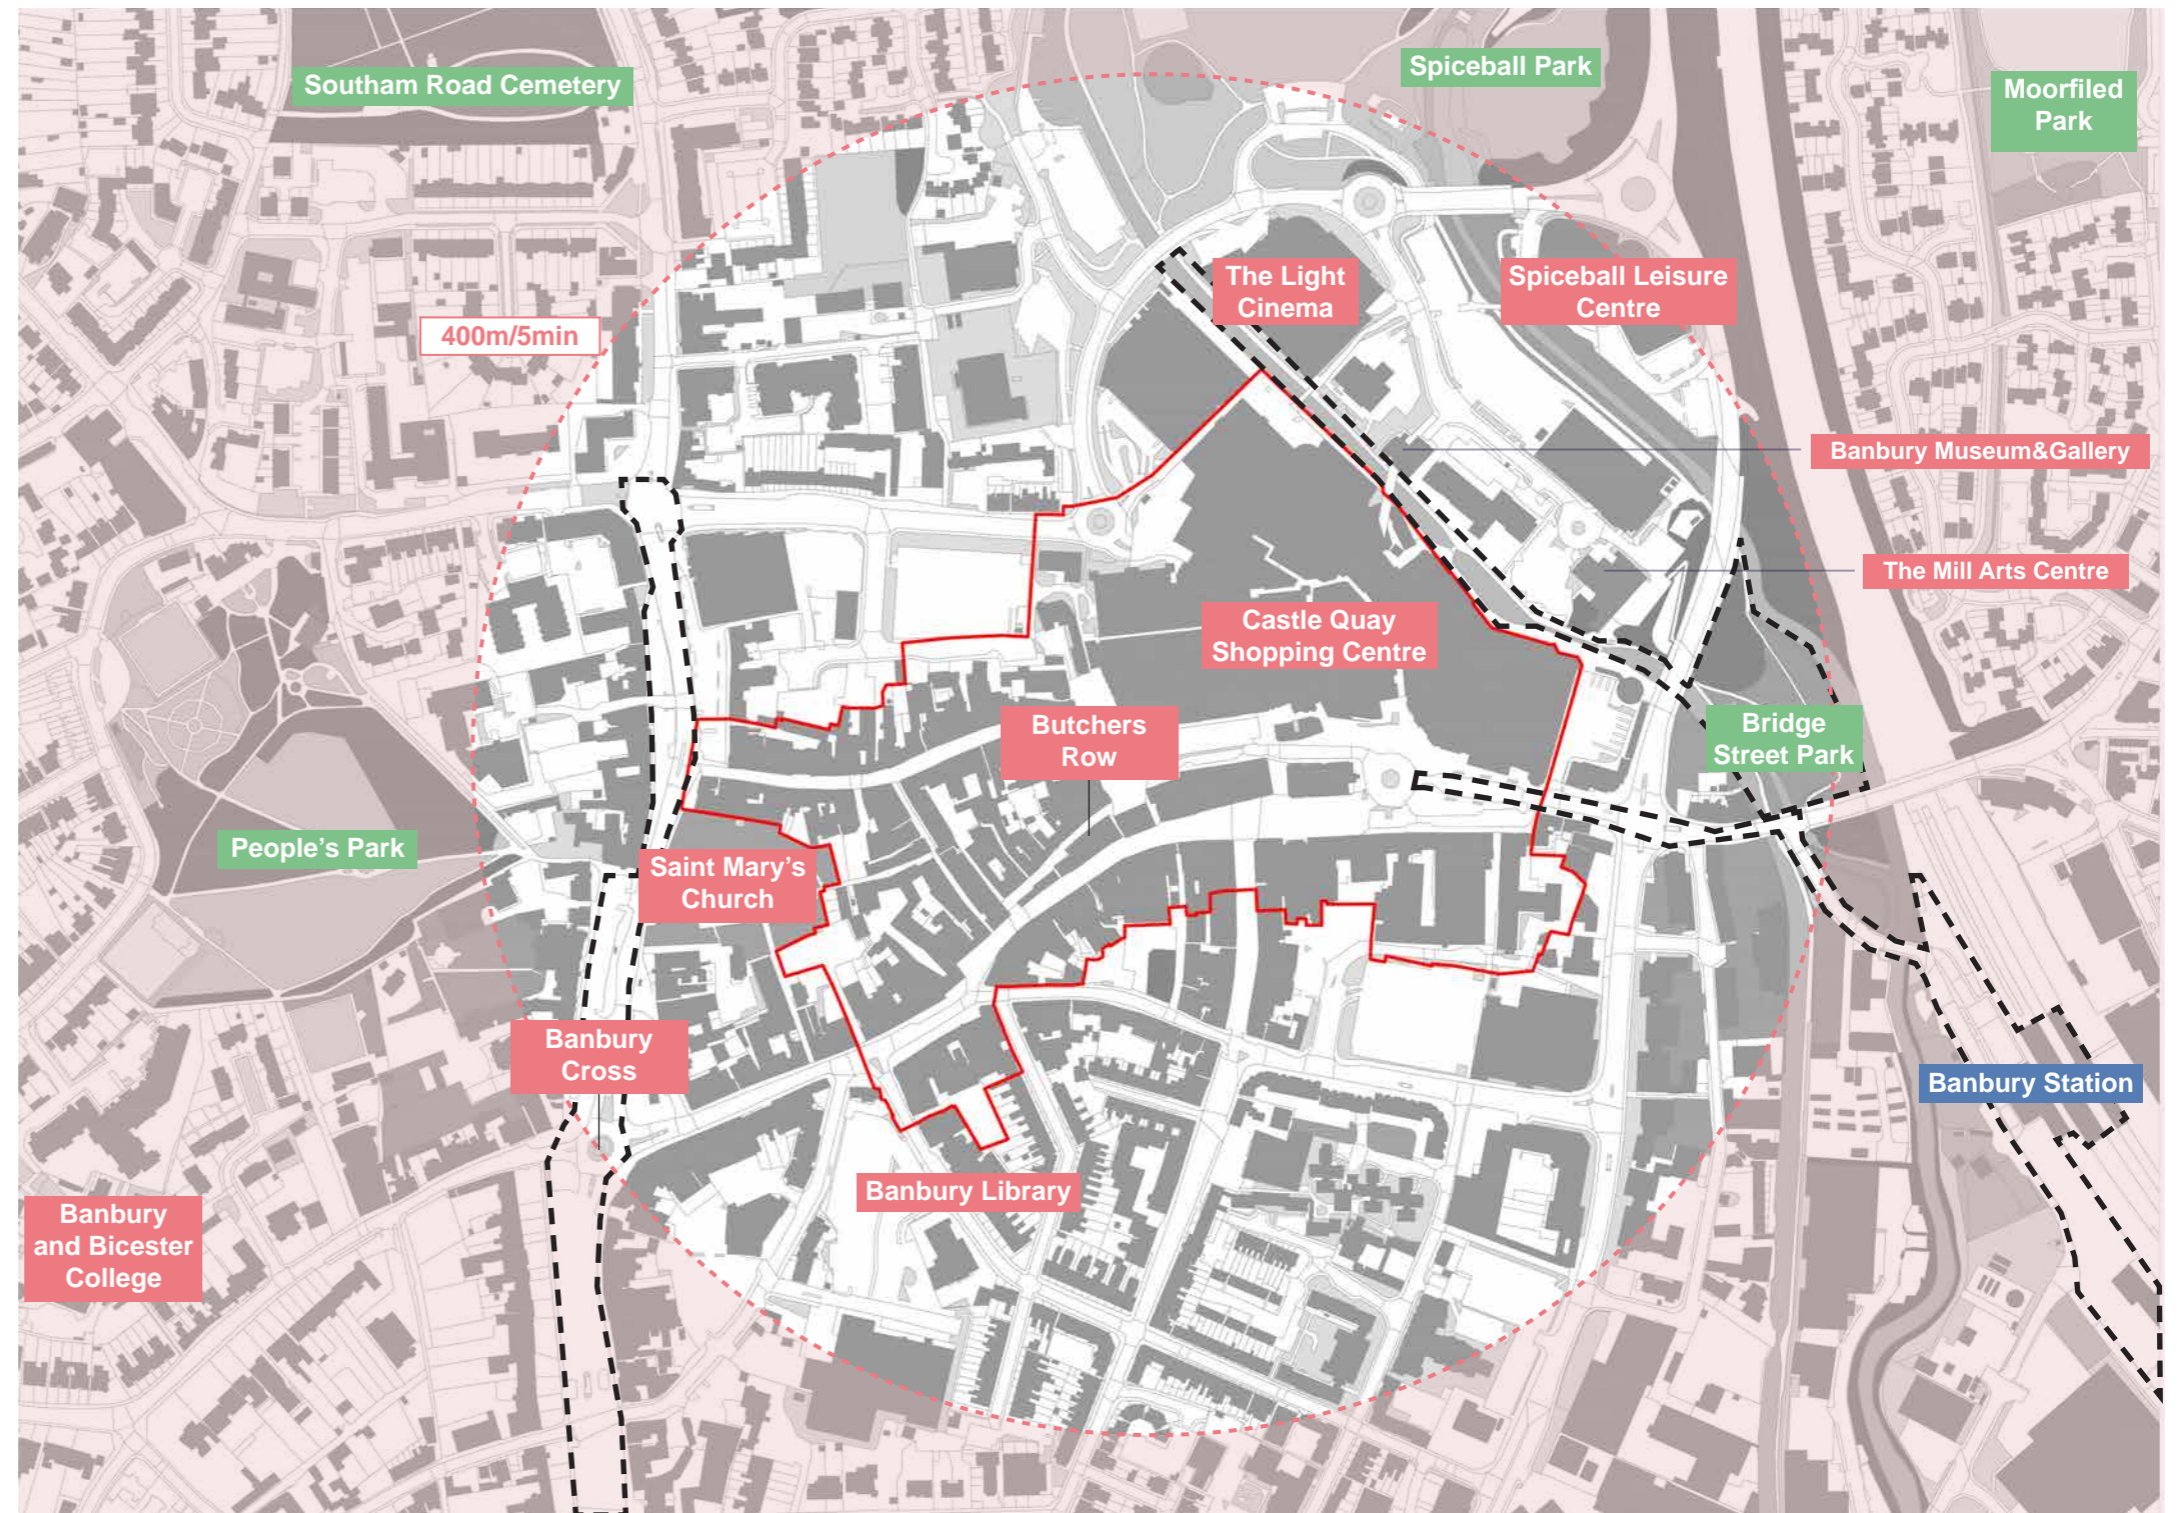 Southam Road Cemetery
Spiceball Park
Moorfiled
Park
400m/5min
The Light
Cinema
Spiceball Leisure
Centre
Banbury Museum&Gallery
The Mill Arts Centre
Castle Quay
Shopping Centre
Butchers
Row
Bridge
Street Park
People's Park
Saint Mary's
Church
Banbury
Cross
Banbury Station
Banbury Library
Banbury
and Bicester
College